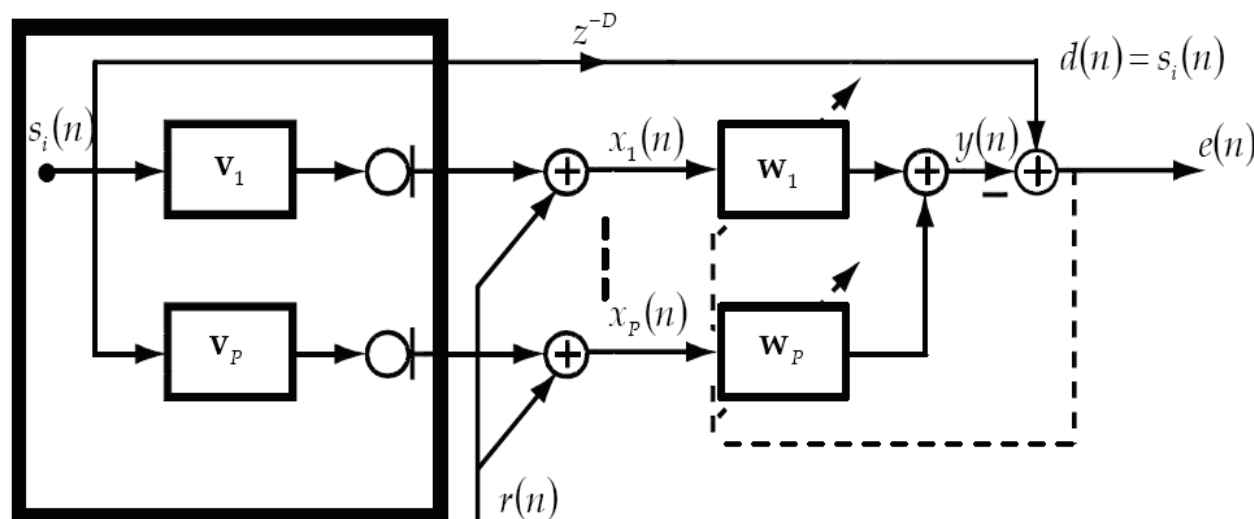 z^{-D}
d(n) = s_i(n)
s_i(n)
v_1
+
x_1(n)
w_1
+
y(n)
+
−
e(n)
v_P
+
x_P(n)
w_P
r(n)